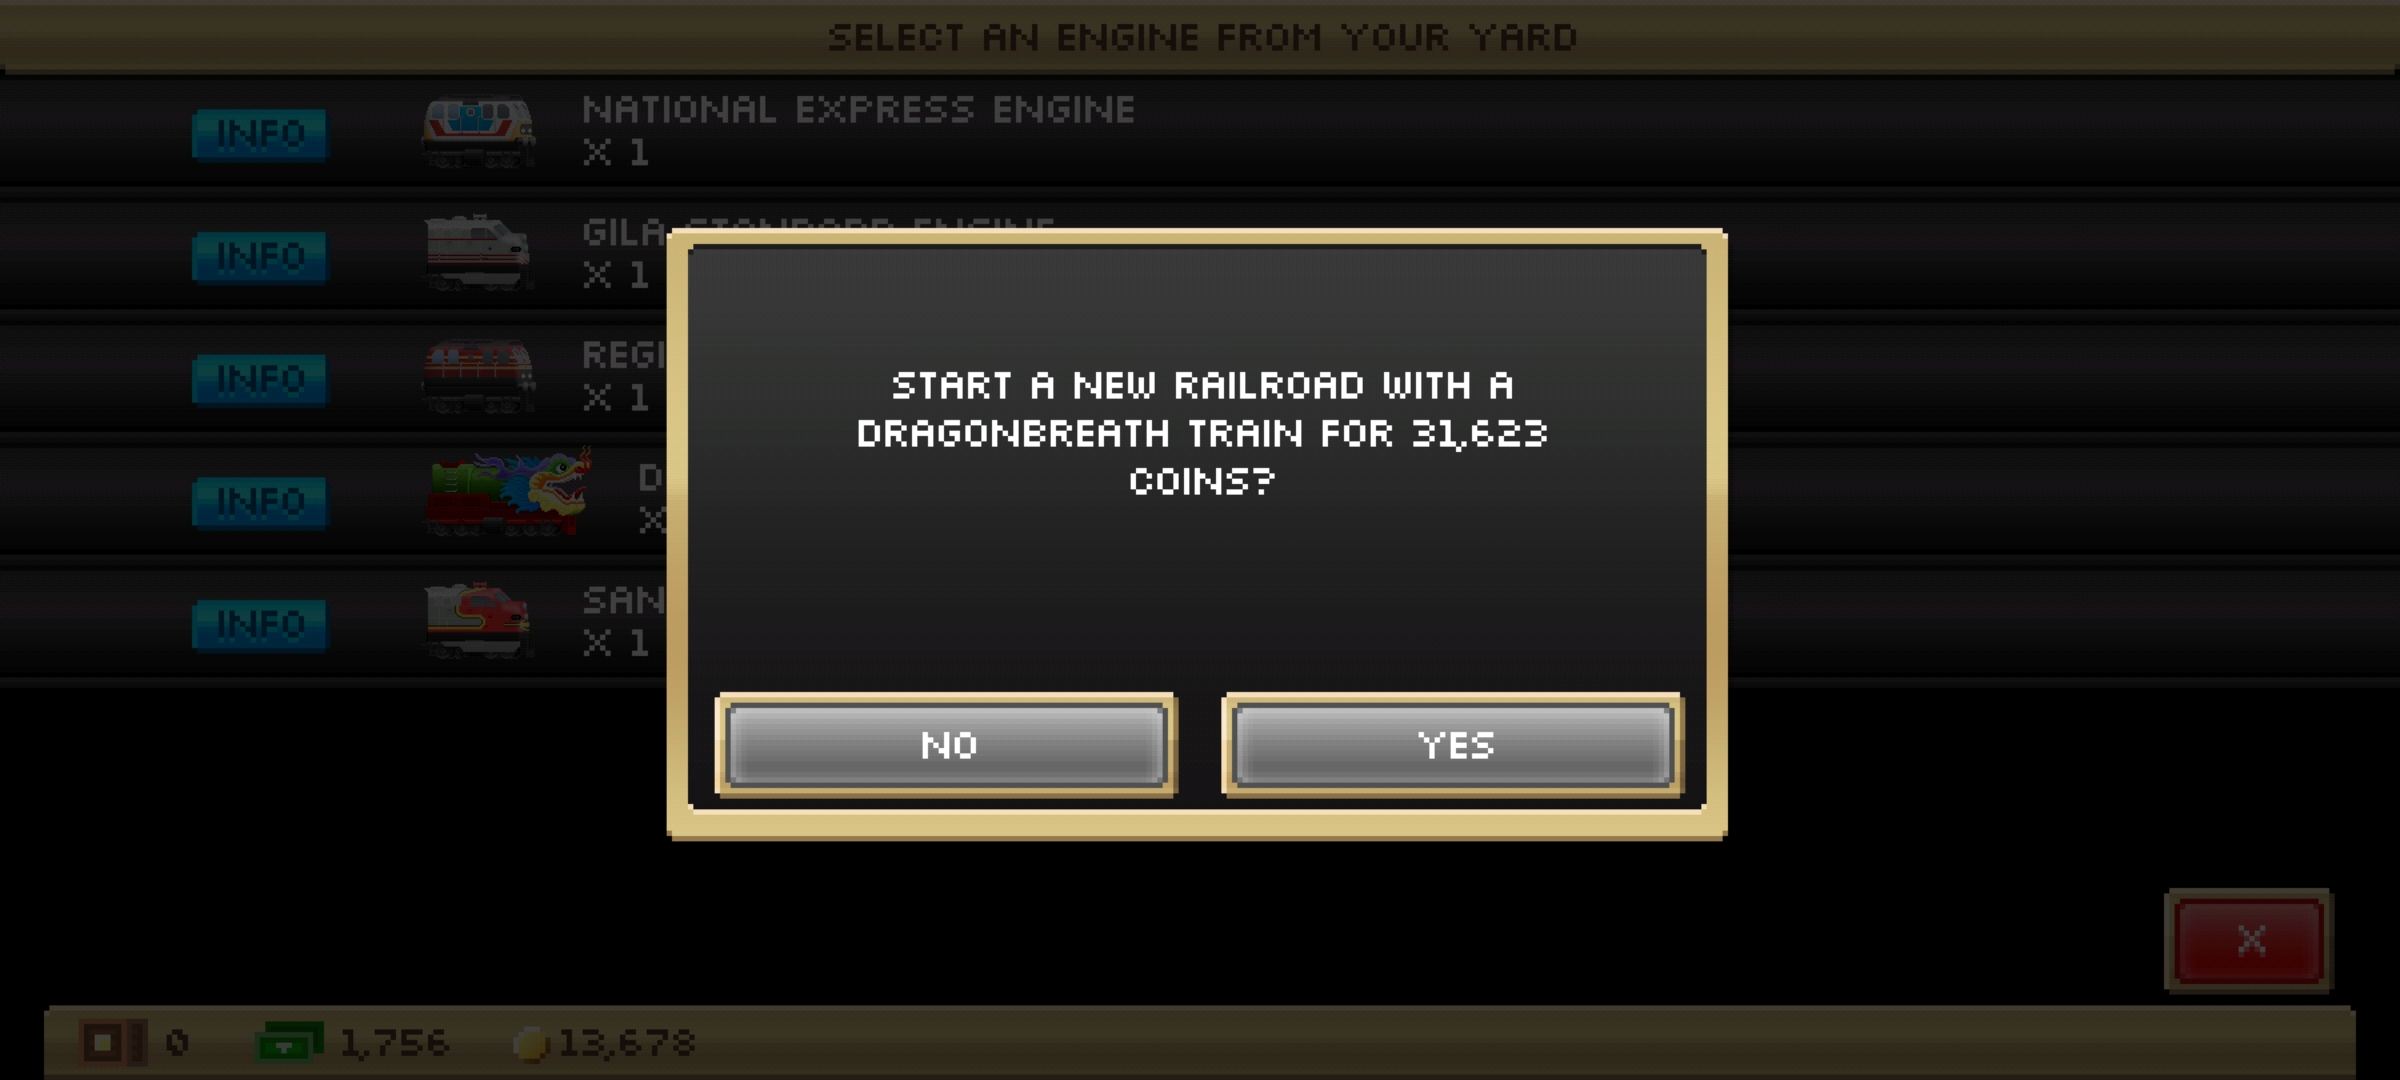 SELECT AN ENGINE FROM YOUR YARD
INFO
NATIONAL EXPRESS ENGINE
X 1
INFO
GILA STANDARD ENGINE
X 1
INFO
REGI
X 1
INFO
D
X
INFO
SAN
X 1
START A NEW RAILROAD WITH A
DRAGONBREATH TRAIN FOR 31,623
COINS?
NO
YES
X
0
1,756
13,678